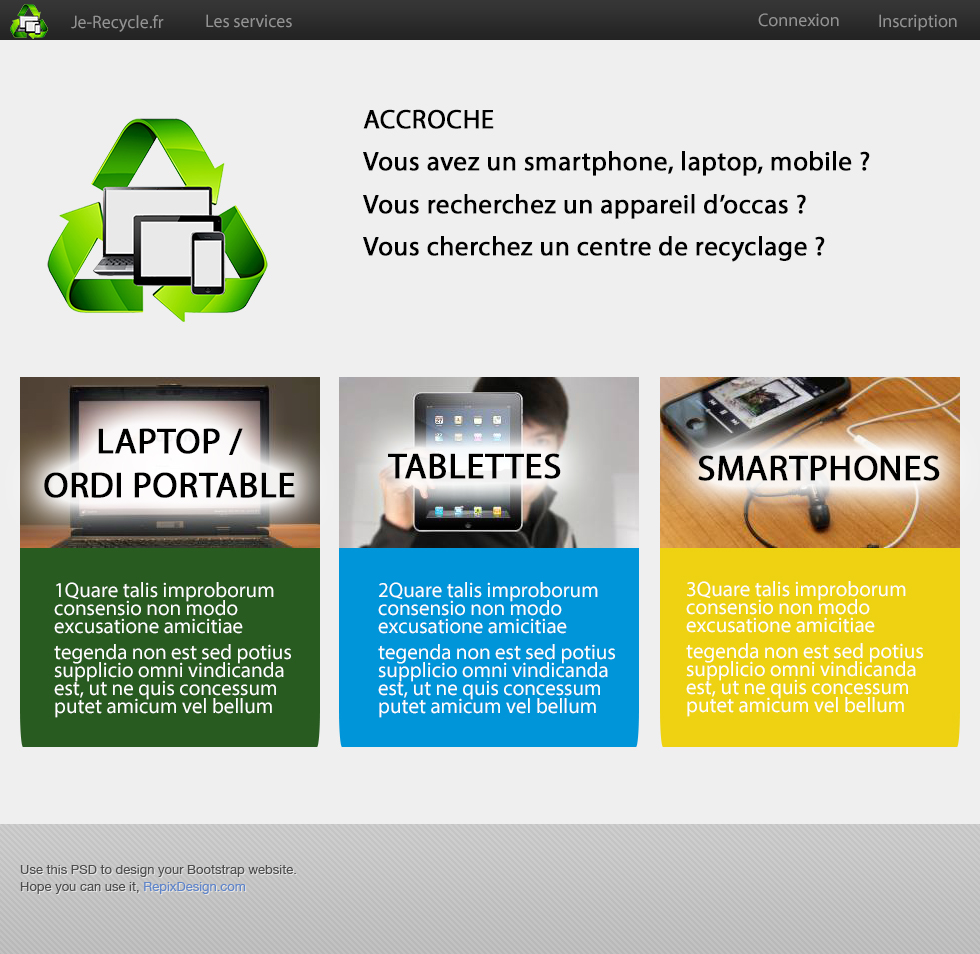 Je-Recycle.fr
Les services
Connexion
Inscription
ACCROCHE
Vous avez un smartphone, laptop, mobile ?
Vous recherchez un appareil d’occas ?
Vous cherchez un centre de recyclage ?
LAPTOP /
ORDI PORTABLE
1Quare talis improborum
consensio non modo
excusatione amicitiae
tegenda non est sed potius
supplicio omni vindicanda
est, ut ne quis concessum
putet amicum vel bellum
TABLETTES
2Quare talis improborum
consensio non modo
excusatione amicitiae
tegenda non est sed potius
supplicio omni vindicanda
est, ut ne quis concessum
putet amicum vel bellum
SMARTPHONES
3Quare talis improborum
consensio non modo
excusatione amicitiae
tegenda non est sed potius
supplicio omni vindicanda
est, ut ne quis concessum
putet amicum vel bellum
Use this PSD to design your Bootstrap website.
Hope you can use it, RepixDesign.com